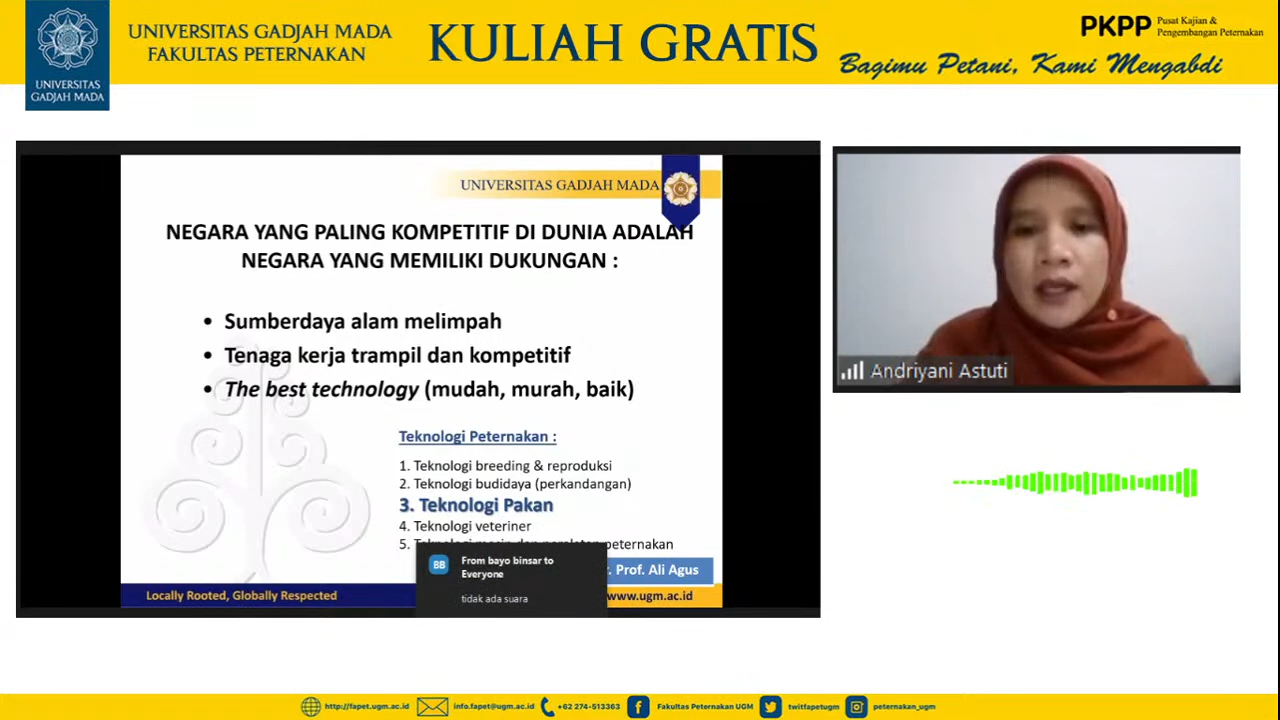 UNIVERSITAS
GADJAH MADA
UNIVERSITAS GADJAH MADA
FAKULTAS PETERNAKAN
KULIAH GRATIS
PKPP
Pusat Kajian &
Pengembangan Peternakan
Bagimu Petani, Kami Mengabdi
UNIVERSITAS GADJAH MADA
NEGARA YANG PALING KOMPETITIF DI DUNIA ADALAH
NEGARA YANG MEMILIKI DUKUNGAN :
• Sumberdaya alam melimpah
• Tenaga kerja trampil dan kompetitif
• The best technology (mudah, murah, baik)
Teknologi Peternakan :
1. Teknologi breeding & reproduksi
2. Teknologi budidaya (perkandangan)
3. Teknologi Pakan
4. Teknologi veteriner
5. Teknologi mesin dan peralatan peternakan
. Prof. Ali Agus
BB
From bayo binsar to
Everyone
tidak ada suara
Locally Rooted, Globally Respected
www.ugm.ac.id
Andriyani Astuti
http://fapet.ugm.ac.id
info.fapet@ugm.ac.id
+62 274-513363
Fakultas Peternakan UGM
twitfapetugm
peternakan_ugm